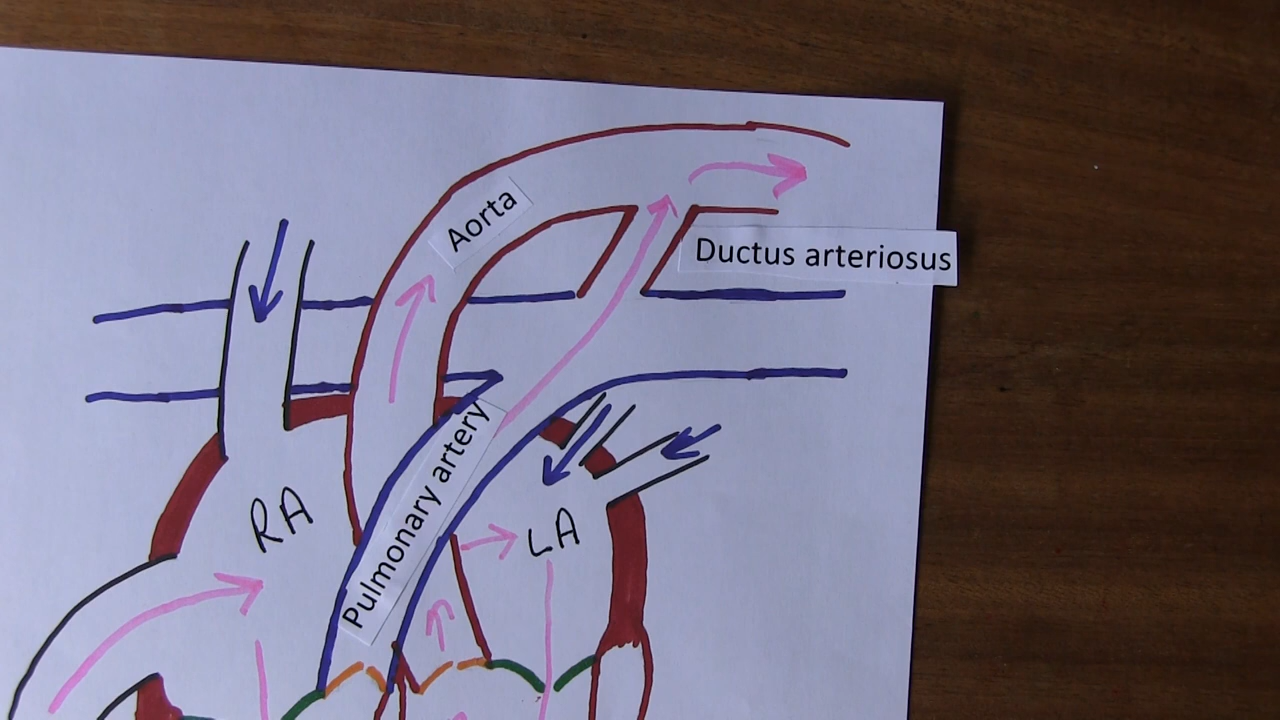 Aorta
Ductus arteriosus
Pulmonary artery
RA
LA